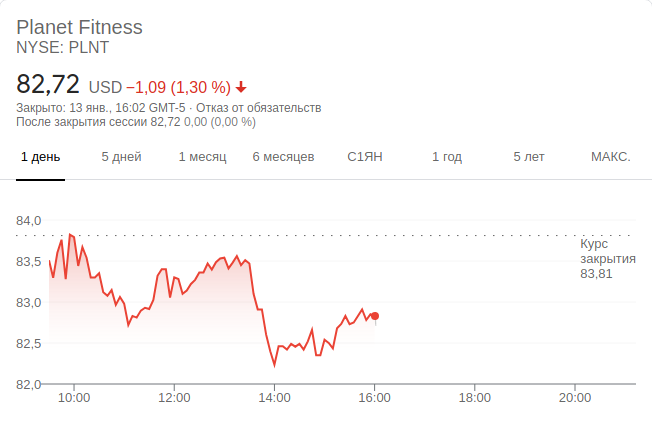 Planet Fitness
NYSE: PLNT
82,72 USD −1,09 (1,30 %)
Закрыто: 13 янв., 16:02 GMT-5 · Отказ от обязательств
После закрытия сессии 82,72 0,00 (0,00 %)
1 день 5 дней 1 месяц 6 месяцев С1ЯН 1 год 5 лет МАКС.
84,0
Курс
закрытия
83,81
83,5
83,0
82,5
82,0
10:00 12:00 14:00 16:00 18:00 20:00